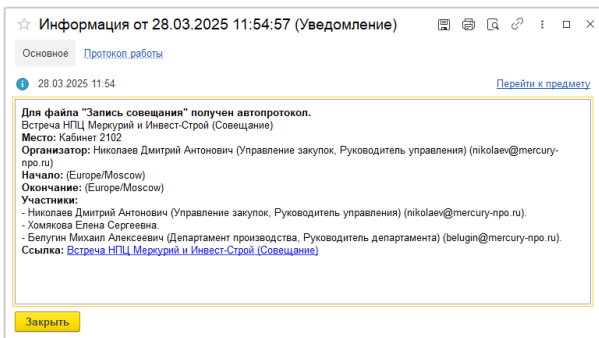 Информация от 28.03.2025 11:54:57 (Уведомление)
Основное Протокол работы
28.03.2025 11:54 Перейти к предмету
Для файла "Запись совещания" получен автопротокол.
Встреча НПЦ Меркурий и Инвест-Строй (Совещание)
Место: Кабинет 2102
Организатор: Николаев Дмитрий Антонович (Управление закупок, Руководитель управления) (nikolaev@mercury-
npo.ru)
Начало: (Europe/Moscow)
Окончание: (Europe/Moscow)
Участники:
- Николаев Дмитрий Антонович (Управление закупок, Руководитель управления) (nikolaev@mercury-npo.ru).
- Хомякова Елена Сергеевна.
- Белугин Михаил Алексеевич (Департамент производства, Руководитель департамента) (belugin@mercury-npo.ru).
Ссылка: Встреча НПЦ Меркурий и Инвест-Строй (Совещание)
Закрыть